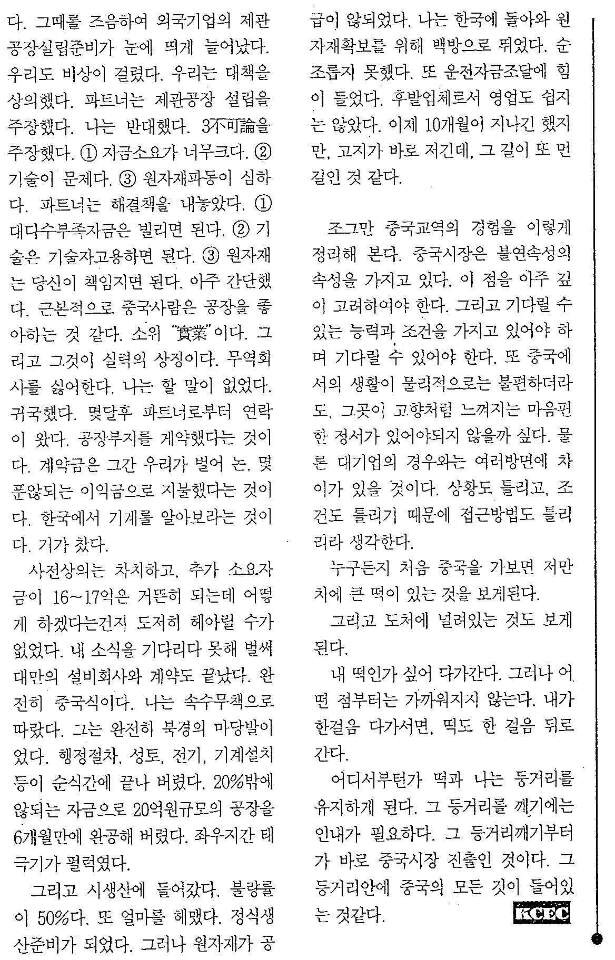 다. 그때를 즈음하여 외국기업의 제관
공장설립준비가 눈에 띄게 늘어났다.
우리도 비상이 걸렸다. 우리는 대책을
상의했다. 파트너는 제관공장 설립을
주장했다. 나는 반대했다. 3不可論을
주장했다. ① 자금소요가 너무크다. ②
기술이 문제다. ③ 원자재파동이 심하
다. 파트너는 해결책을 내놓았다. ①
대다수부족자금은 빌리면 된다. ② 기
술은 기술자고용하면 된다. ③ 원자재
는 당신이 책임지면 된다. 아주 간단했
다. 근본적으로 중국사람은 공장을 좋
아하는 것 같다. 소위 "實業"이다. 그
리고 그것이 실력의 상징이다. 무역회
사를 싫어한다. 나는 할 말이 없었다.
귀국했다. 몇달후 파트너로부터 연락
이 왔다. 공장부지를 계약했다는 것이
다. 계약금은 그간 우리가 벌어 논, 몇
푼않되는 이익금으로 지불했다는 것이
다. 한국에서 기계를 알아보라는 것이
다. 기가 찼다.
사전상의는 차치하고, 추가 소요자
금이 16～17억은 거뜬히 되는데 어떻
게 하겠다는건지 도저히 헤아릴 수가
없었다. 내 소식을 기다리다 못해 벌써
대만의 설비회사와 계약도 끝났다. 완
전히 중국식이다. 나는 속수무책으로
따랐다. 그는 완전히 북경의 마당발이
었다. 행정절차, 성토, 전기, 기계설치
등이 순식간에 끝나 버렸다. 20%밖에
않되는 자금으로 20억원규모의 공장을
6개월만에 완공해 버렸다. 좌우지간 태
극기가 펄럭였다.
그리고 시생산에 들어갔다. 불량률
이 50%다. 또 얼마를 헤맸다. 정식생
산준비가 되었다. 그러나 원자재가 공
급이 않되었다. 나는 한국에 돌아와 원
자재확보를 위해 백방으로 뛰었다. 순
조롭지 못했다. 또 운전자금조달에 힘
이 들었다. 후발업체로서 영업도 쉽지
는 않았다. 이제 10개월이 지나긴 했지
만, 고지가 바로 저긴데, 그 길이 또 먼
길인 것 같다.
조그만 중국교역의 경험을 이렇게
정리해 본다. 중국시장은 불연속성의
속성을 가지고 있다. 이 점을 아주 깊
이 고려하여야 한다. 그리고 기다릴 수
있는 능력과 조건을 가지고 있어야 하
며 기다릴 수 있어야 한다. 또 중국에
서의 생활이 물리적으로는 불편하더라
도, 그곳이 고향처럼 느껴지는 마음편
한 정서가 있어야되지 않을까 싶다. 물
론 대기업의 경우와는 여러방면에 차
이가 있을 것이다. 상황도 틀리고, 조
건도 틀리기 때문에 접근방법도 틀리
리라 생각한다.
누구든지 처음 중국을 가보면 저만
치에 큰 떡이 있는 것을 보게된다.
그리고 도처에 널려있는 것도 보게
된다.
내 떡인가 싶어 다가간다. 그러나 어
떤 점부터는 가까워지지 않는다. 내가
한걸음 다가서면, 떡도 한 걸음 뒤로
간다.
어디서부턴가 떡과 나는 등거리를
유지하게 된다. 그 등거리를 깨기에는
인내가 필요하다. 그 등거리깨기부터
가 바로 중국시장 진출인 것이다. 그
등거리안에 중국의 모든 것이 들어있
는 것같다. KCEC